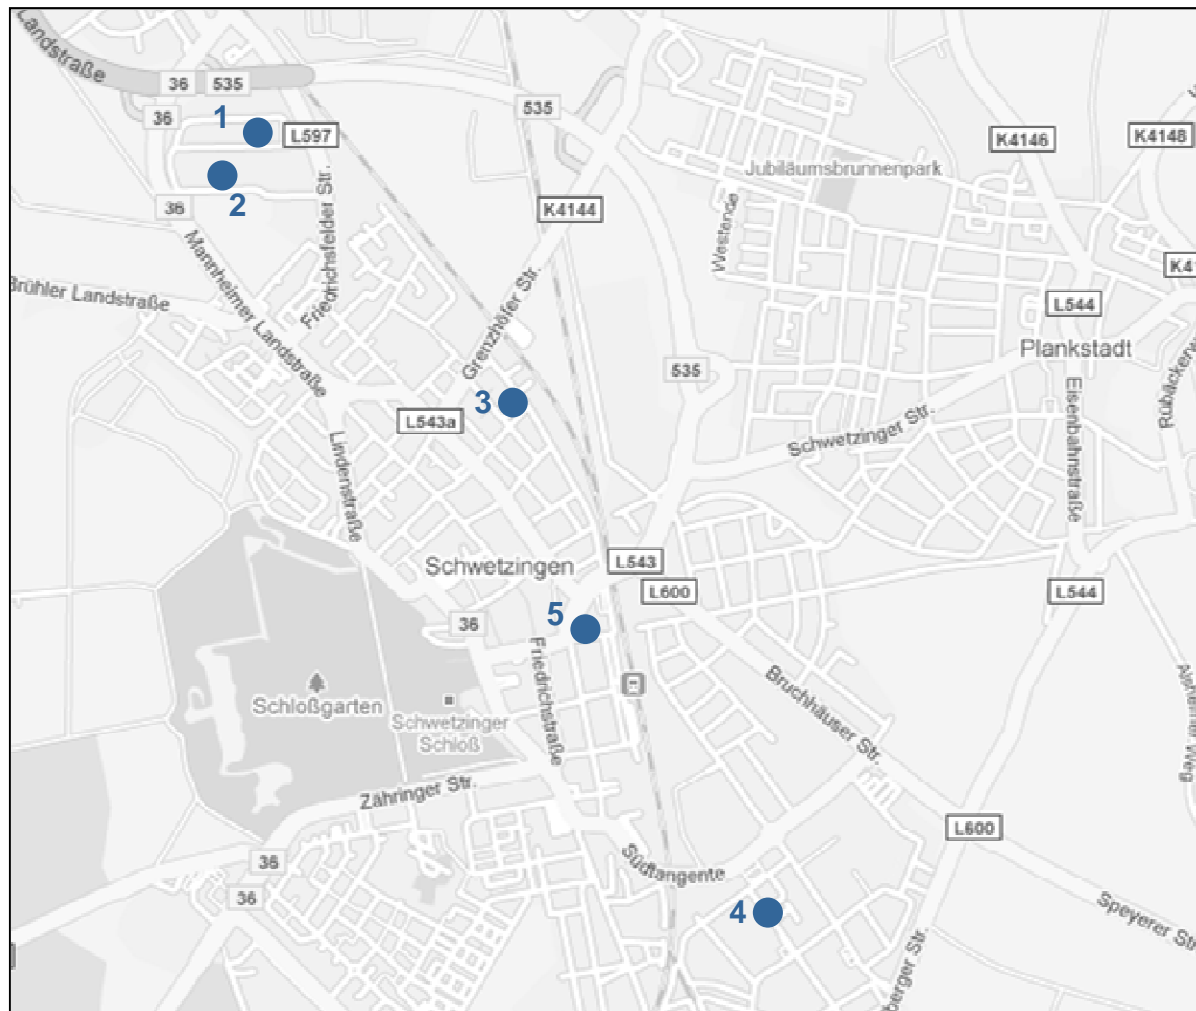 Landstraße
36
535
36
1
L597
2
36
535
K4144
K4146
K4148
Jubiläumsbrunnenpark
Westende
Friedrichsfelder Str.
Mannheimer Landstraße
Brühler Landstraße
Grenzhöfer Str.
L544
Plankstadt
535
3
L543a
Schwetzinger Str.
Eisenbahnstraße
Lindenstraße
Schwetzingen
L543
L600
L544
5
36
Friedrichstraße
Schloßgarten
Schwetzinger
Schloß
Bruchhäuser Str.
Zähringer Str.
L600
36
Südtangente
36
4
Speyerer Str.